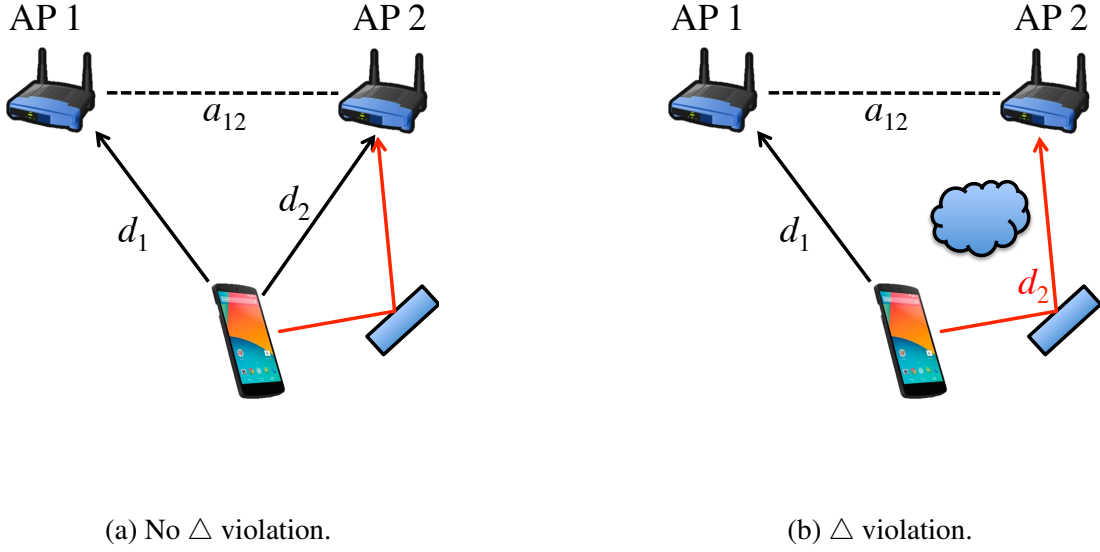 AP 1 AP 2 AP 1 AP 2
a12 a12
d1 d2 d1
d2
(a) No △ violation. (b) △ violation.